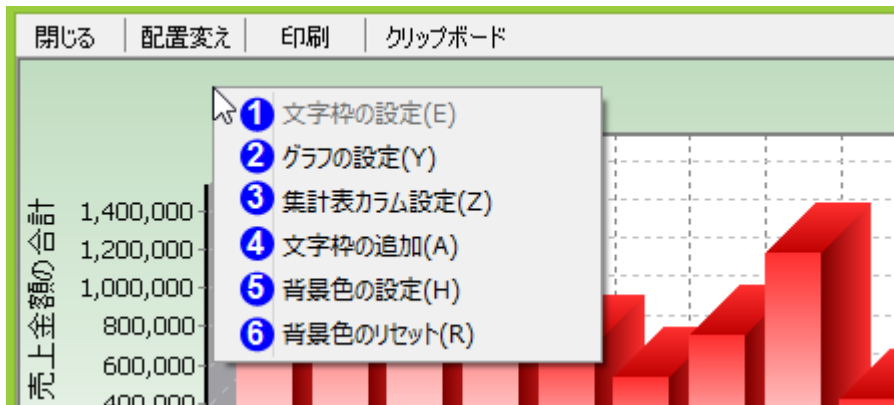 閉じる 配置変え 印刷 クリップボード
1 文字枠の設定(E)
2 グラフの設定(Y)
3 集計表カラム設定(Z)
4 文字枠の追加(A)
5 背景色の設定(H)
6 背景色のリセット(R)
売上金額の合計
1,400,000
1,200,000
1,000,000
800,000
600,000
400,000